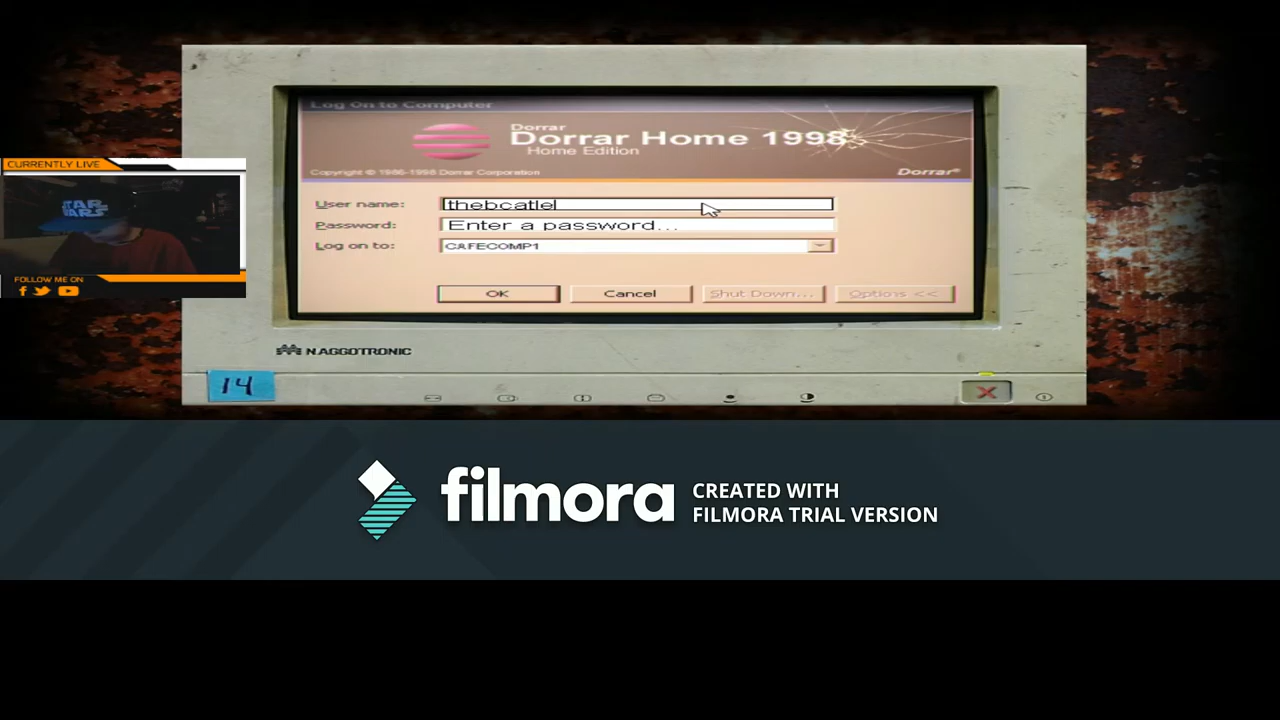 Log On to Computer
Dorrar
Dorrar Home 1998
Home Edition
Copyright © 1986-1998 Dorrar Corporation
Dorrar®
CURRENTLY LIVE
STAR
WARS
FOLLOW ME ON
User name:
thebcatlel
Password:
Enter a password...
Log on to:
CAFECOMP1
OK
Cancel
Shut Down...
Options <<
NAGGOTRONIC
14
filmora
CREATED WITH
FILMORA TRIAL VERSION